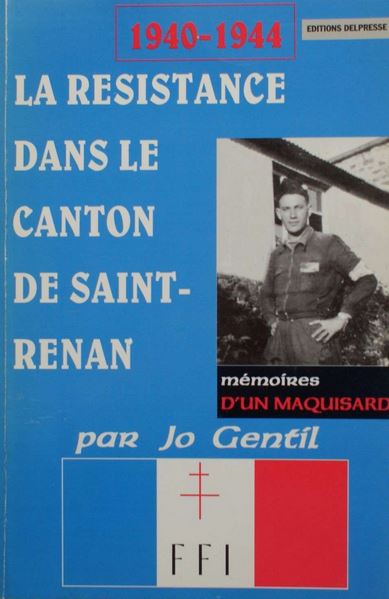 1940-1944
EDITIONS DELPRESSE
LA RESISTANCE
DANS LE
CANTON
DE SAINT-
RENAN
mémoires
D'UN MAQUISARD
par Jo Gentil
FFI